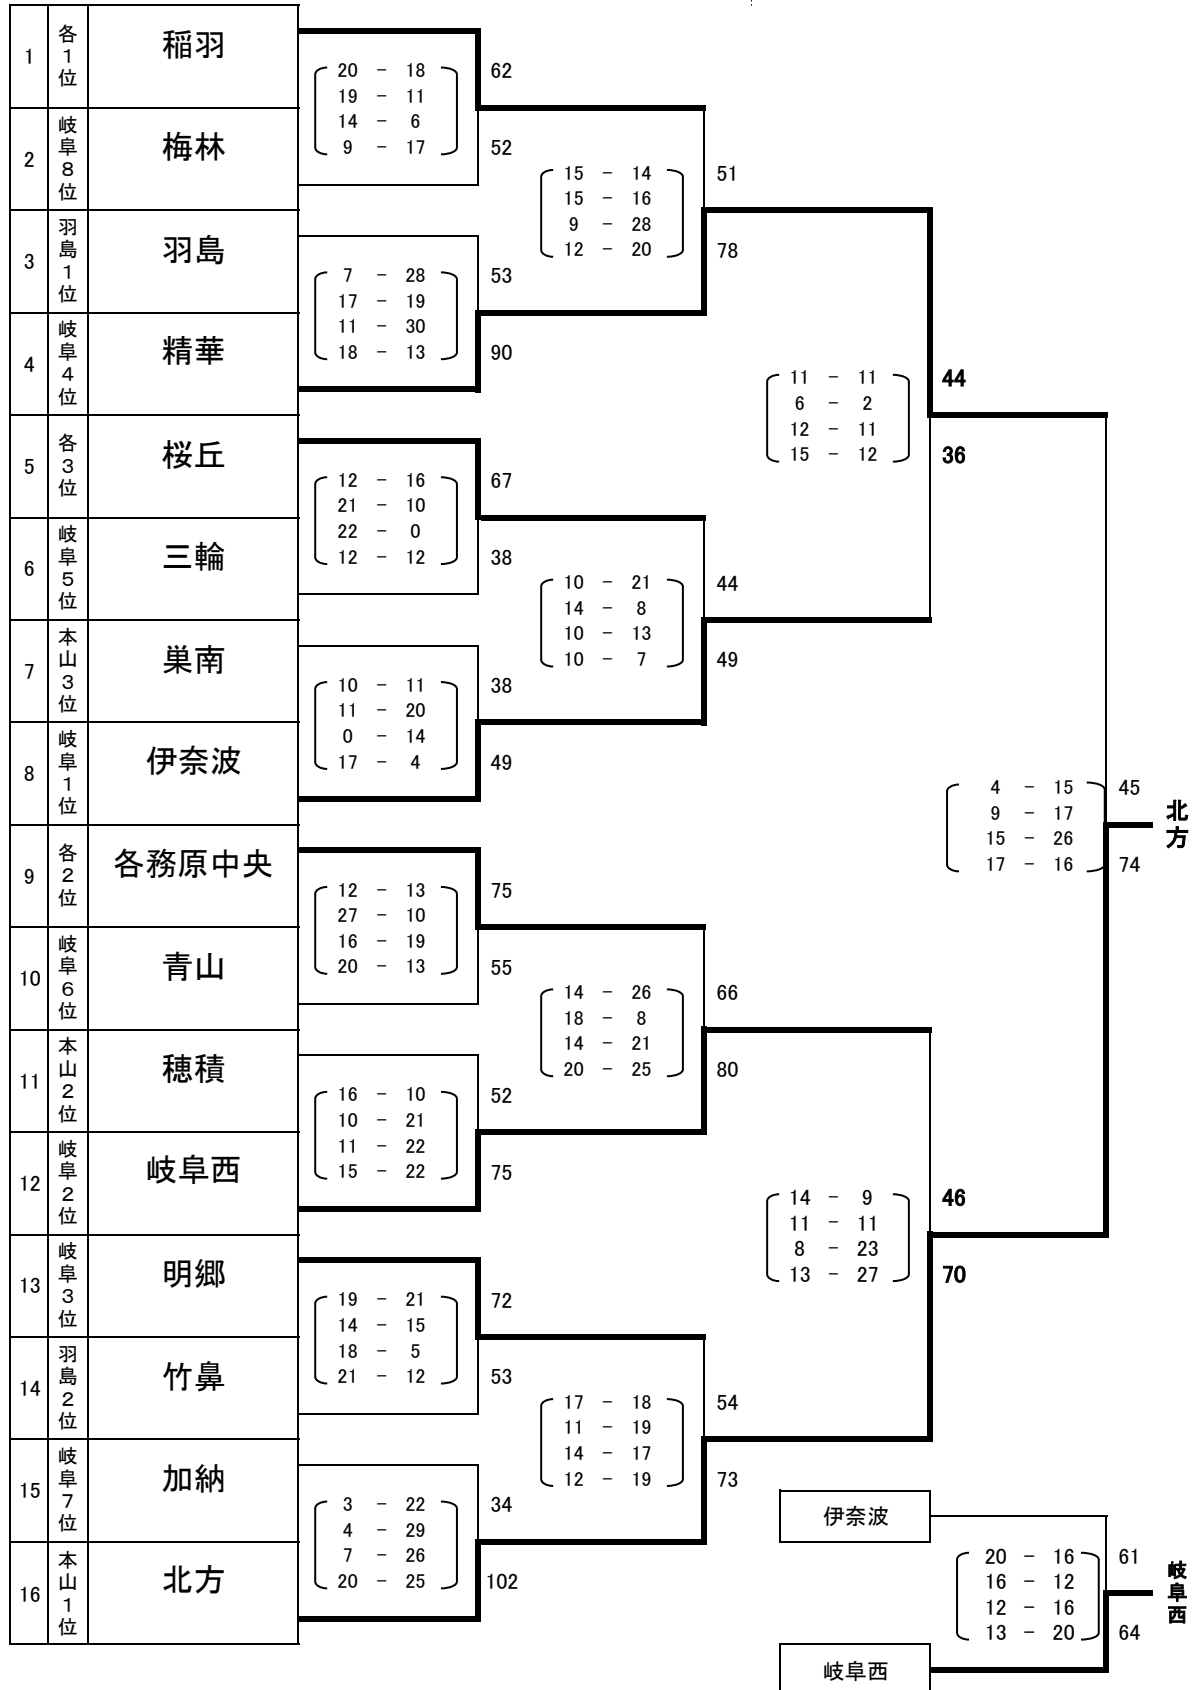 1 各1位 稲羽
20 - 18 62
19 - 11
14 - 6
9 - 17 52
2 岐阜8位 梅林
15 - 14 51
15 - 16
9 - 28
12 - 20 78
3 羽島1位 羽島
7 - 28 53
17 - 19
11 - 30
18 - 13 90
4 岐阜4位 精華
11 - 11 44
6 - 2
12 - 11
15 - 12 36
5 各3位 桜丘
12 - 16 67
21 - 10
22 - 0
12 - 12 38
6 岐阜5位 三輪
10 - 21 44
14 - 8
10 - 13
10 - 7 49
7 本山3位 巣南
10 - 11 38
11 - 20
0 - 14
17 - 4 49
8 岐阜1位 伊奈波
4 - 15 45
9 - 17
15 - 26
17 - 16 74
北方
9 各2位 各務原中央
12 - 13 75
27 - 10
16 - 19
20 - 13 55
10 岐阜6位 青山
14 - 26 66
18 - 8
14 - 21
20 - 25 80
11 本山2位 穂積
16 - 10 52
10 - 21
11 - 22
15 - 22 75
12 岐阜2位 岐阜西
14 - 9 46
11 - 11
8 - 23
13 - 27 70
13 岐阜3位 明郷
19 - 21 72
14 - 15
18 - 5
21 - 12 53
14 羽島2位 竹鼻
17 - 18 54
11 - 19
14 - 17
12 - 19 73
15 岐阜7位 加納
3 - 22 34
4 - 29
7 - 26
20 - 25 102
16 本山1位 北方
伊奈波
20 - 16 61
16 - 12
12 - 16
13 - 20 64
岐阜西
岐阜西